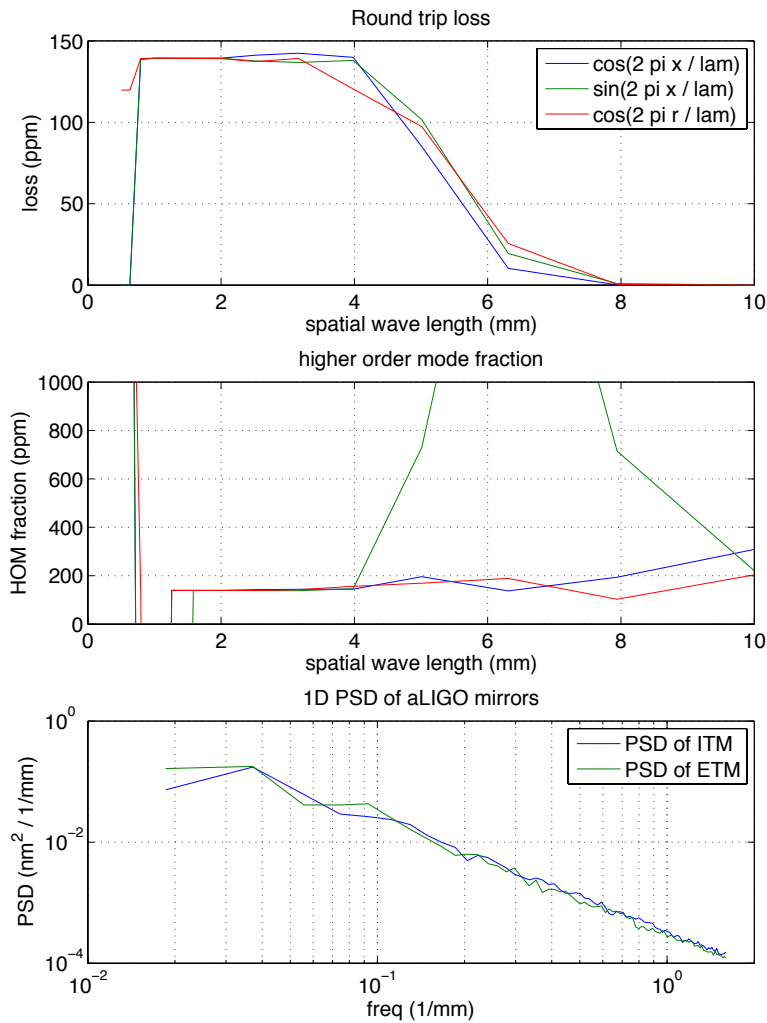 Round trip loss
150
100
50
0
loss (ppm)
cos(2 pi x / lam)
sin(2 pi x / lam)
cos(2 pi r / lam)
0 2 4 6 8 10
spatial wave length (mm)
higher order mode fraction
1000
800
600
400
200
0
HOM fraction (ppm)
0 2 4 6 8 10
spatial wave length (mm)
1D PSD of aLIGO mirrors
10^0
10^-2
10^-4
PSD (nm^2 / 1/mm)
PSD of ITM
PSD of ETM
10^-2 10^-1 10^0
freq (1/mm)